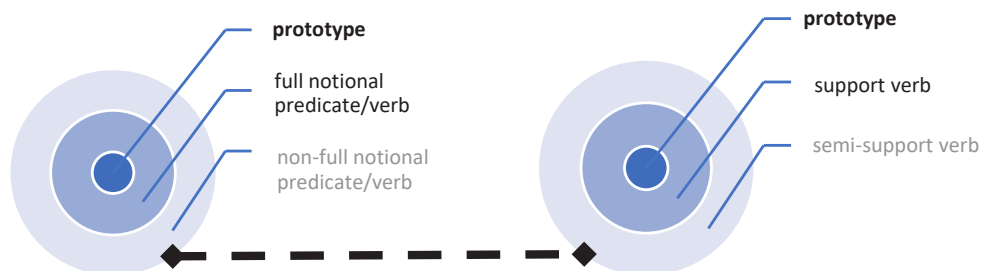 prototype
full notional
predicate/verb
non-full notional
predicate/verb
prototype
support verb
semi-support verb